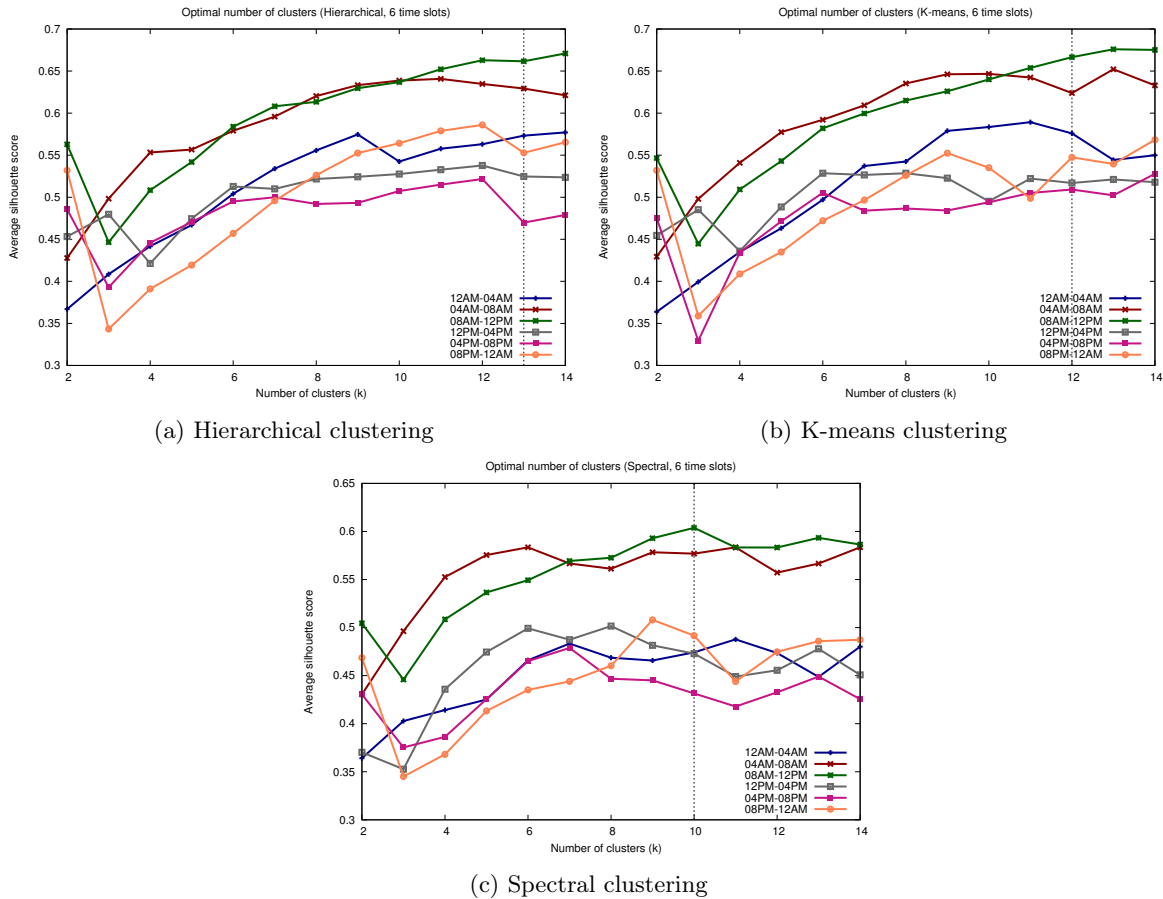 Optimal number of clusters (Hierarchical, 6 time slots)
Average silhouette score
0.7
0.65
0.6
0.55
0.5
0.45
0.4
0.35
0.3
12AM-04AM
04AM-08AM
08AM-12PM
12PM-04PM
04PM-08PM
08PM-12AM
2 4 6 8 10 12 14
Number of clusters (k)
(a) Hierarchical clustering
Optimal number of clusters (K-means, 6 time slots)
Average silhouette score
0.7
0.65
0.6
0.55
0.5
0.45
0.4
0.35
0.3
12AM-04AM
04AM-08AM
08AM-12PM
12PM-04PM
04PM-08PM
08PM-12AM
2 4 6 8 10 12 14
Number of clusters (k)
(b) K-means clustering
Optimal number of clusters (Spectral, 6 time slots)
Average silhouette score
0.65
0.6
0.55
0.5
0.45
0.4
0.35
0.3
12AM-04AM
04AM-08AM
08AM-12PM
12PM-04PM
04PM-08PM
08PM-12AM
2 4 6 8 10 12 14
Number of clusters (k)
(c) Spectral clustering